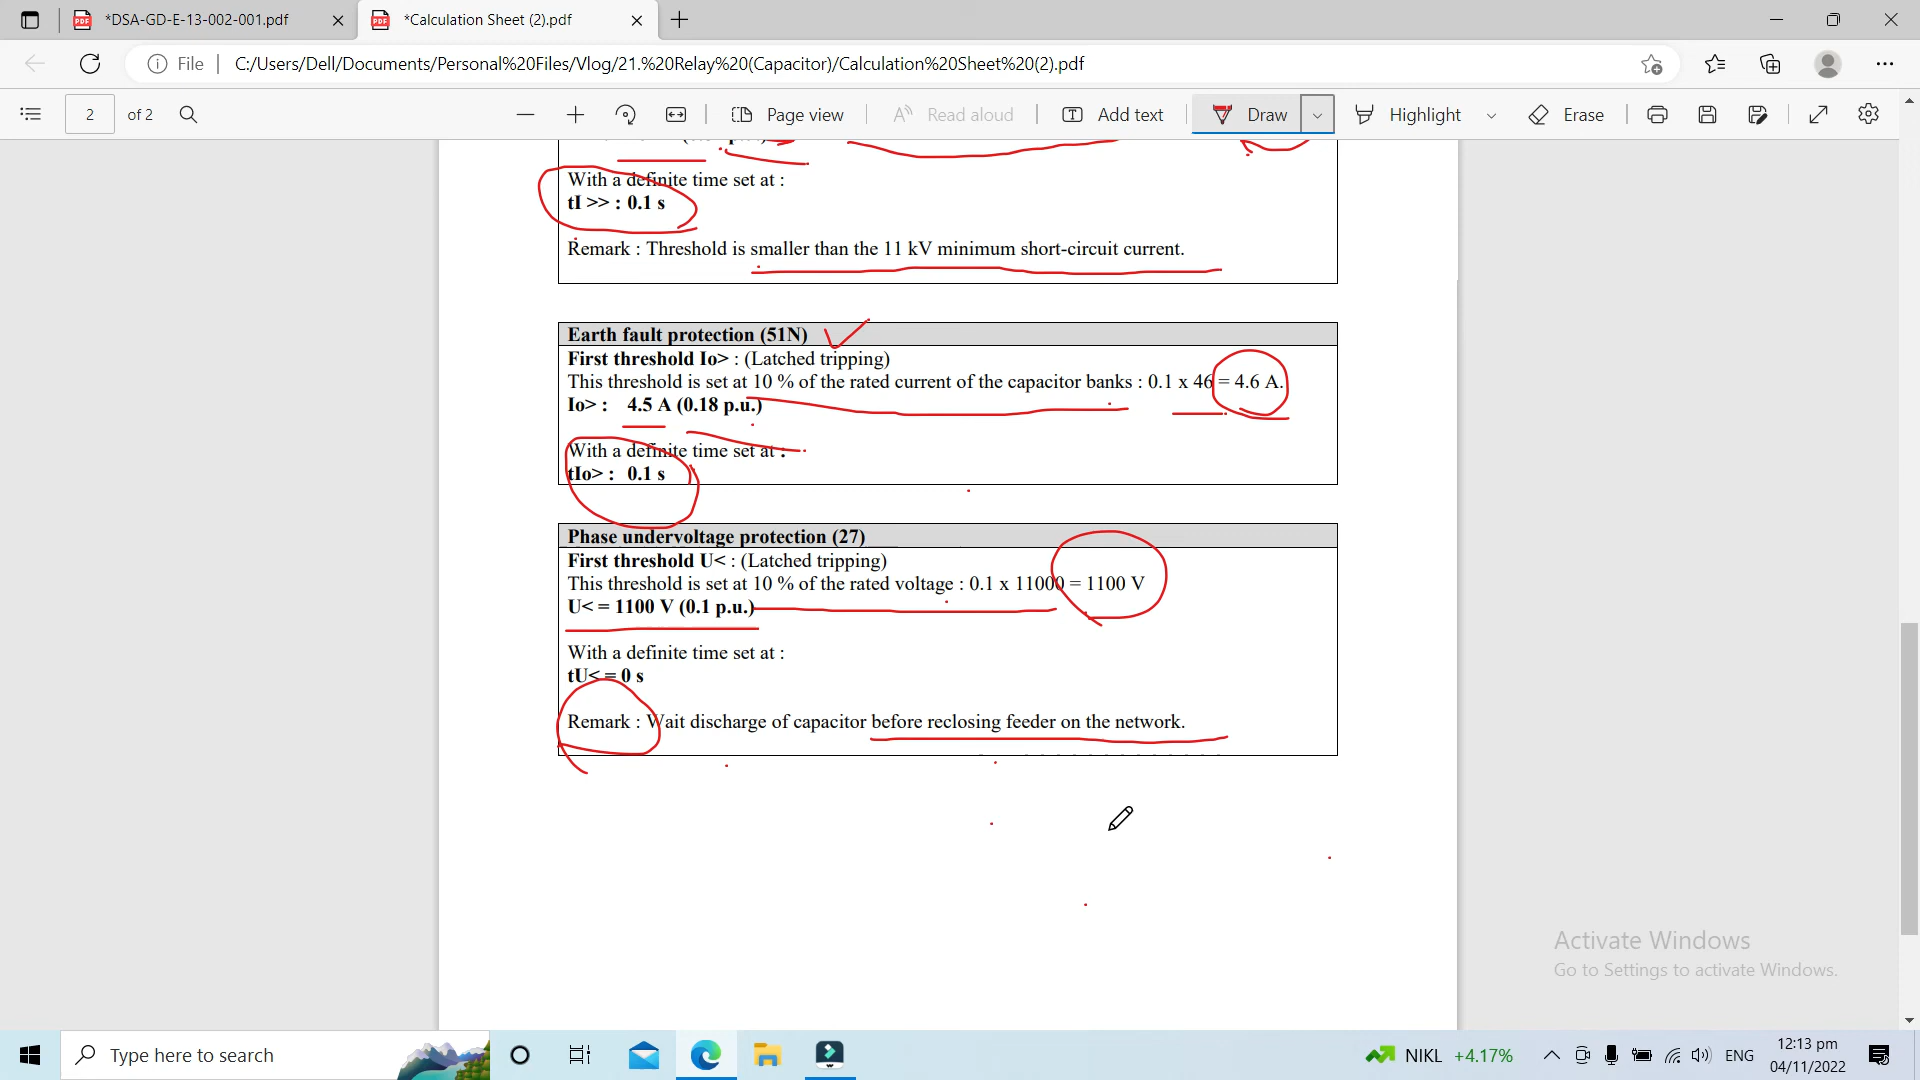 *DSA-GD-E-13-002-001.pdf
*Calculation Sheet (2).pdf
File
C:/Users/Dell/Documents/Personal%20Files/Vlog/21.%20Relay%20(Capacitor)/Calculation%20Sheet%20(2).pdf
2 of 2
Page view
Read aloud
Add text
Draw
Highlight
Erase
With a definite time set at :
tI >> : 0.1 s
Remark : Threshold is smaller than the 11 kV minimum short-circuit current.
Earth fault protection (51N)
First threshold Io> : (Latched tripping)
This threshold is set at 10 % of the rated current of the capacitor banks : 0.1 x 46 = 4.6 A.
Io> : 4.5 A (0.18 p.u.)
With a definite time set at :
tIo> : 0.1 s
Phase undervoltage protection (27)
First threshold U< : (Latched tripping)
This threshold is set at 10 % of the rated voltage : 0.1 x 11000 = 1100 V
U< = 1100 V (0.1 p.u.)
With a definite time set at :
tU< = 0 s
Remark : Wait discharge of capacitor before reclosing feeder on the network.
Activate Windows
Go to Settings to activate Windows.
Type here to search
NIKL +4.17%
ENG
12:13 pm
04/11/2022